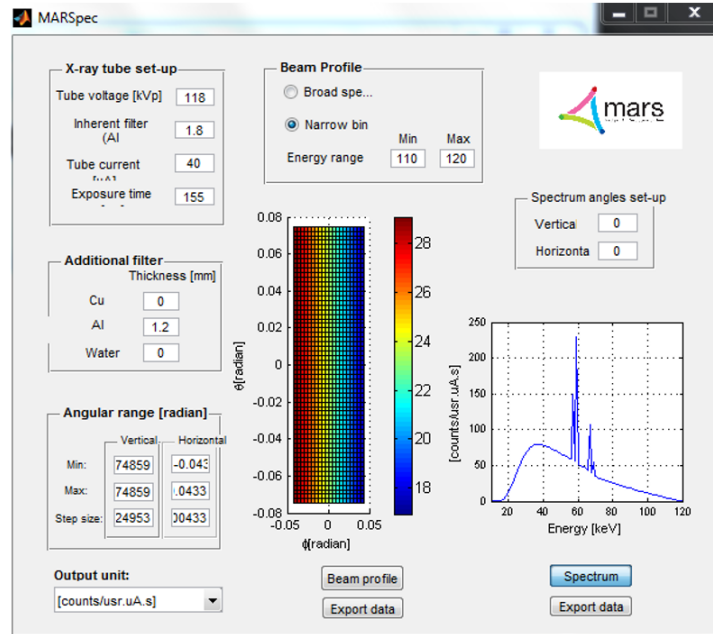 MARSpec
X-ray tube set-up
Tube voltage [kVp] 118
Inherent filter
(Al 1.8
Tube current 40
Exposure time 155
Additional filter
Thickness [mm]
Cu 0
Al 1.2
Water 0
Angular range [radian]
Vertical Horizontal
Min: 74859 -0.043
Max: 74859 .0433
Step size: 24953 00433
Output unit:
[counts/usr.uA.s]
Beam Profile
Broad spe...
Narrow bin
Min Max
Energy range 110 120
0.08
0.06
0.04
0.02
0
-0.02
-0.04
-0.06
-0.08
θ[radian]
-0.05 0 0.05
ϕ[radian]
28
26
24
22
20
18
Beam profile
Export data
mars
Spectrum angles set-up
Vertical 0
Horizonta 0
250
200
150
100
50
0
[counts/usr.uA.s]
20 40 60 80 100 120
Energy [keV]
Spectrum
Export data